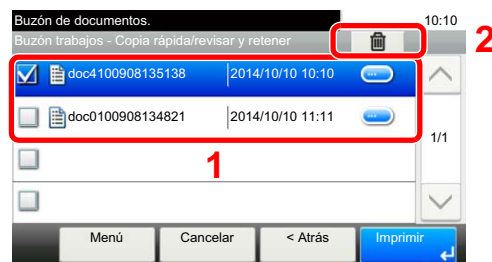 Buzón de documentos. 10:10
Buzón trabajos - Copia rápida/revisar y retener
2
doc4100908135138 2014/10/10 10:10
doc0100908134821 2014/10/10 11:11
1/1
1
Menú Cancelar < Atrás Imprimir